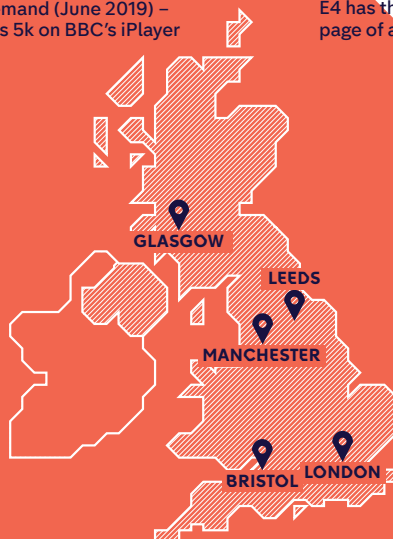 mand (June 2019) –
s 5k on BBC's iPlayer
E4 has th
page of a
GLASGOW
LEEDS
MANCHESTER
BRISTOL
LONDON